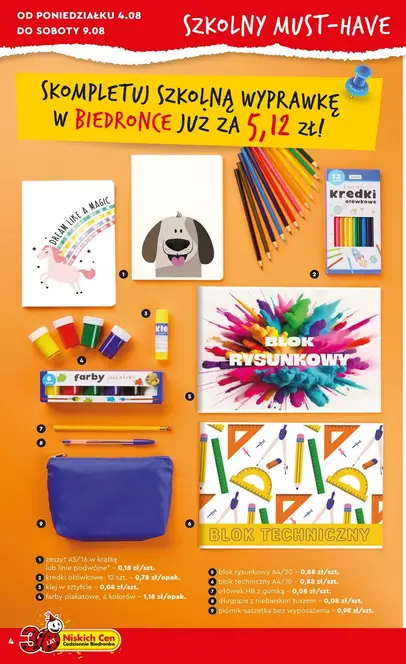 OD PONIEDZIAŁKU 4.08
DO SOBOTY 9.08
SZKOLNY MUST-HAVE
SKOMPLETUJ SZKOLNĄ WYPRAWKĘ
W BIEDRONCE JUŻ ZA 5,12 ZŁ!
DREAM LIKE A MAGIC
12
kredki
ołówkowe
1
2
3
4
farby
plakatowe
BLOK
RYSUNKOWY
5
7
8
9
6
BLOK TECHNICZNY
1 zeszyt A5/16 w kratkę
lub linie podwójne* – 0,18 zł/szt.
2 kredki ołówkowe, 12 szt. – 0,78 zł/opak.
3 klej w sztyfcie – 0,08 zł/szt.
4 farby plakatowe, 6 kolorów – 1,18 zł/opak.
5 blok rysunkowy A4/20 – 0,88 zł/szt.
6 blok techniczny A4/10 – 0,88 zł/szt.
7 ołówek HB z gumką – 0,08 zł/szt.
8 długopis z niebieskim tuszem – 0,08 zł/szt.
9 piórnik-saszetka bez wyposażenia – 0,98 zł/szt.
4
30 LAT
Niskich Cen
Codziennie Biedronka